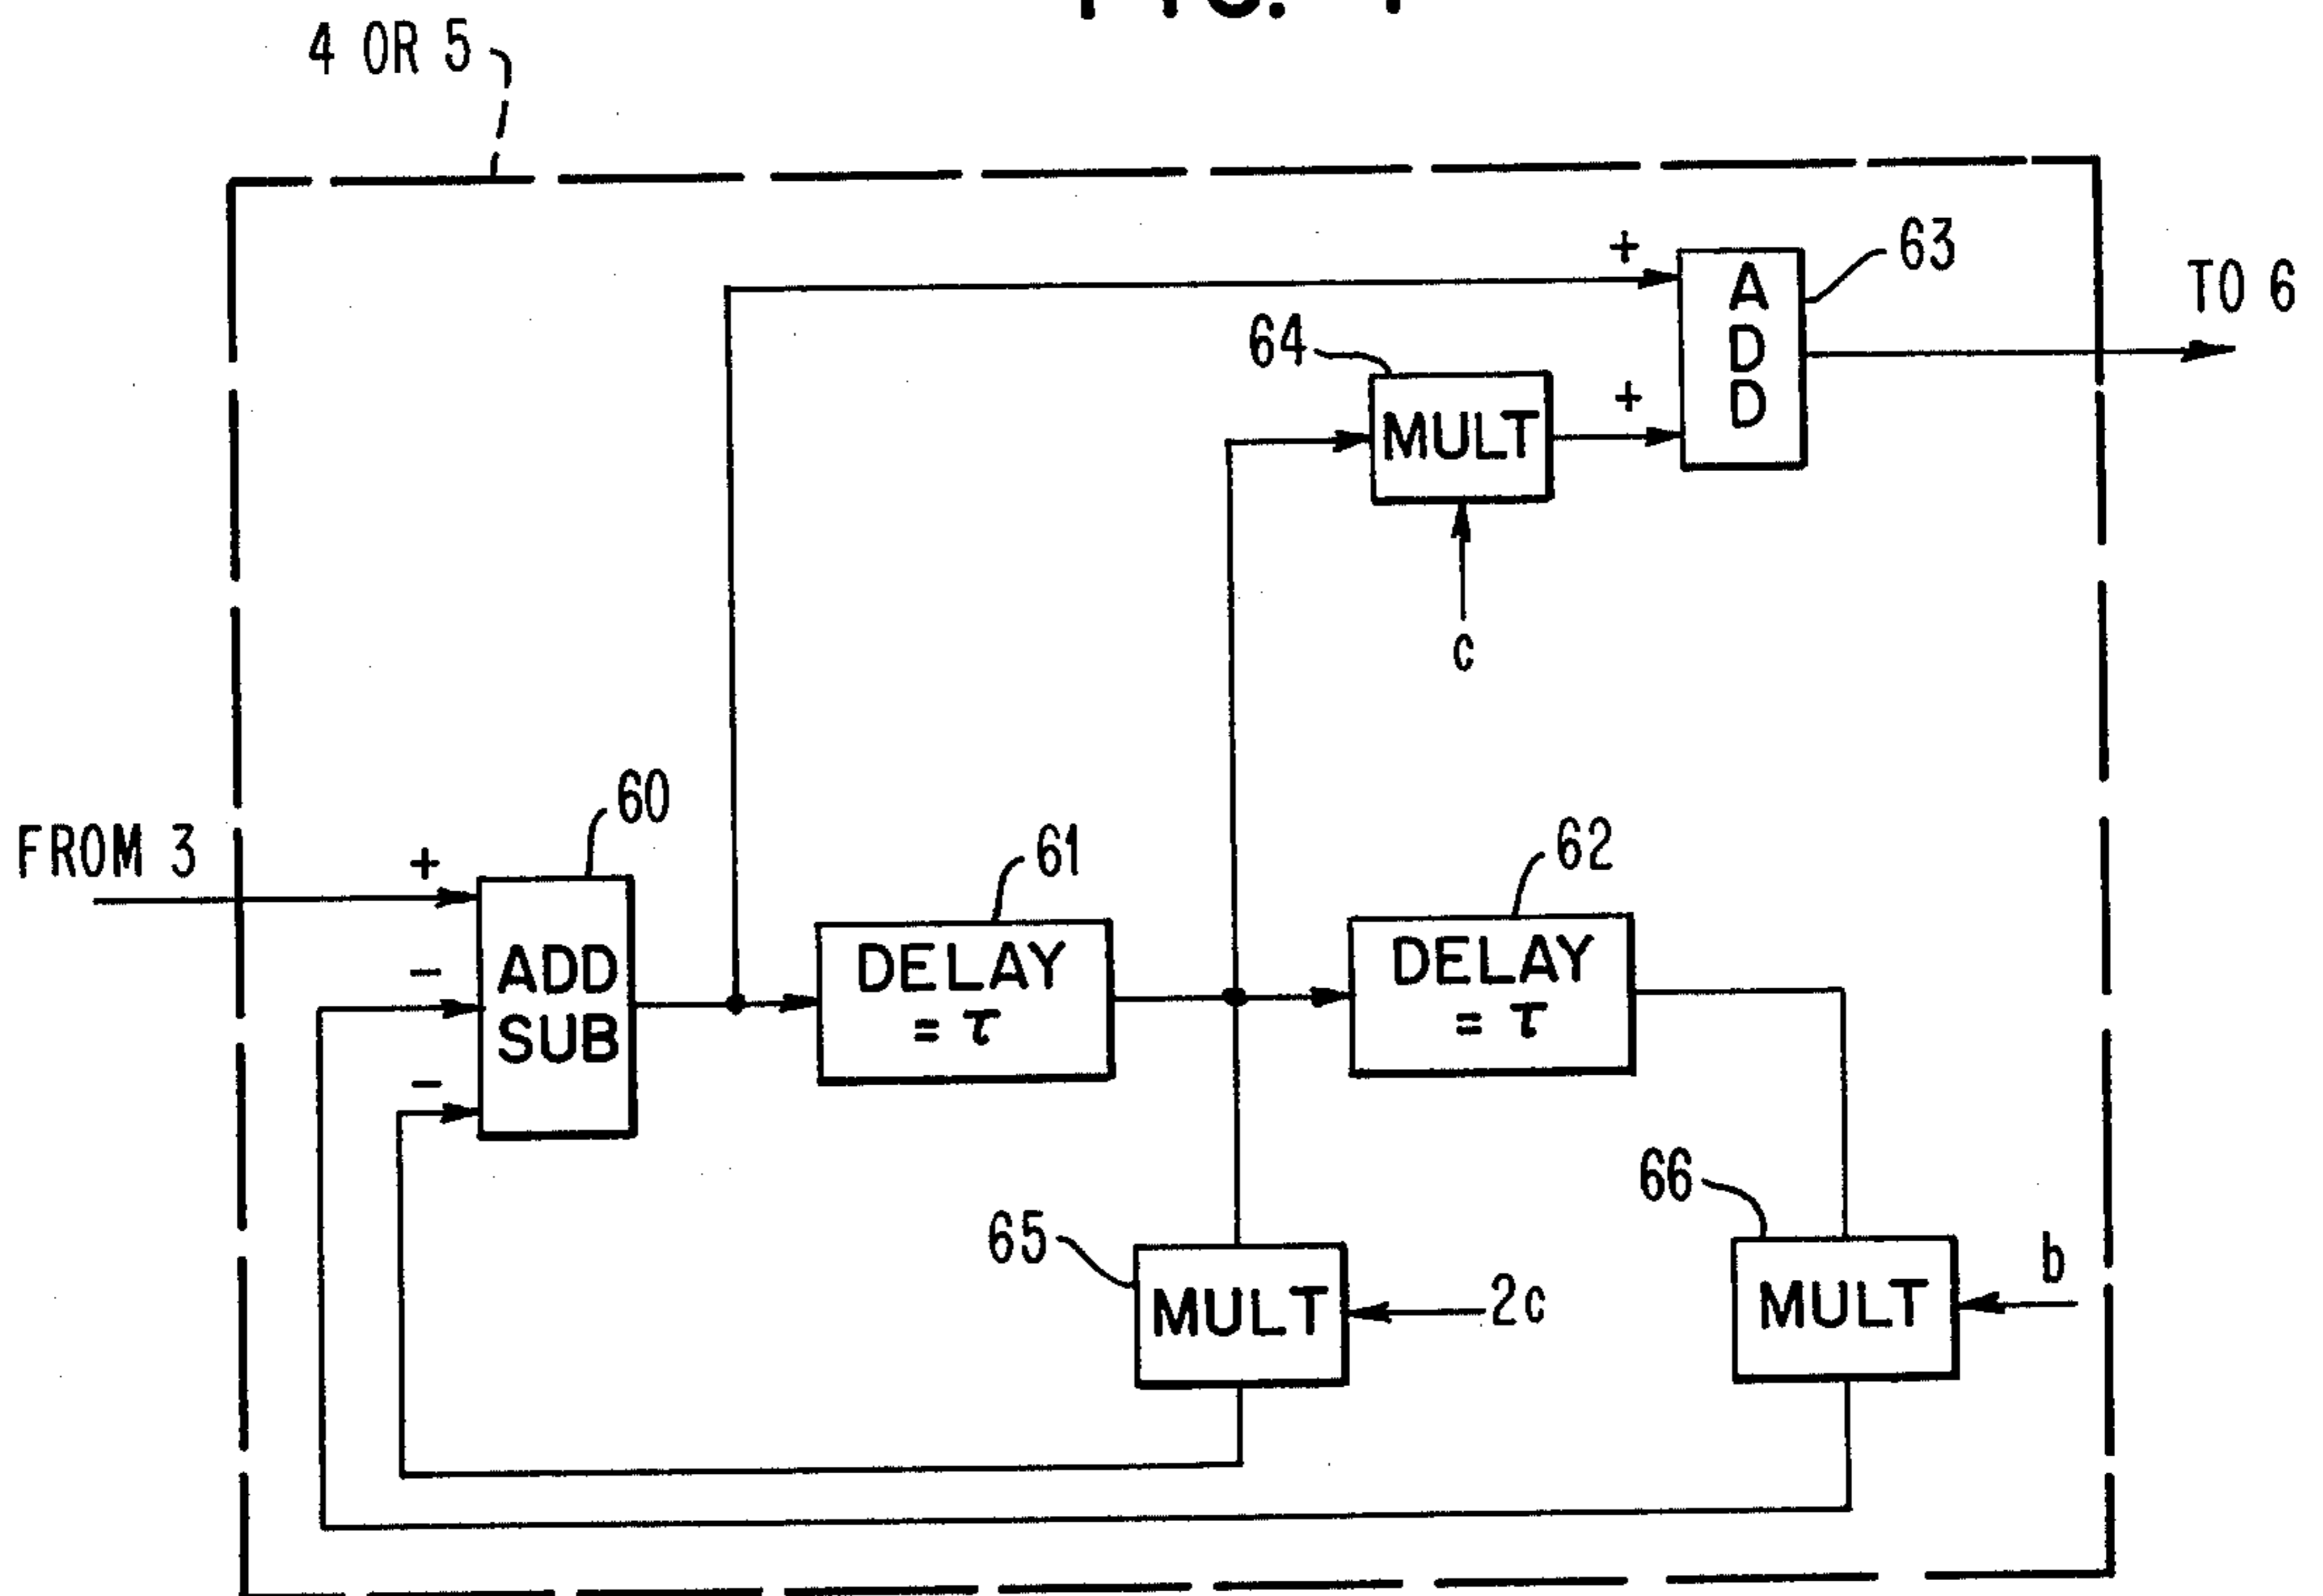 4 OR 5
+
63
A
D
D
TO 6
64
MULT
+
c
60
FROM 3
+
-
-
ADD
SUB
61
DELAY
= τ
62
DELAY
= τ
65
MULT
2c
66
MULT
b